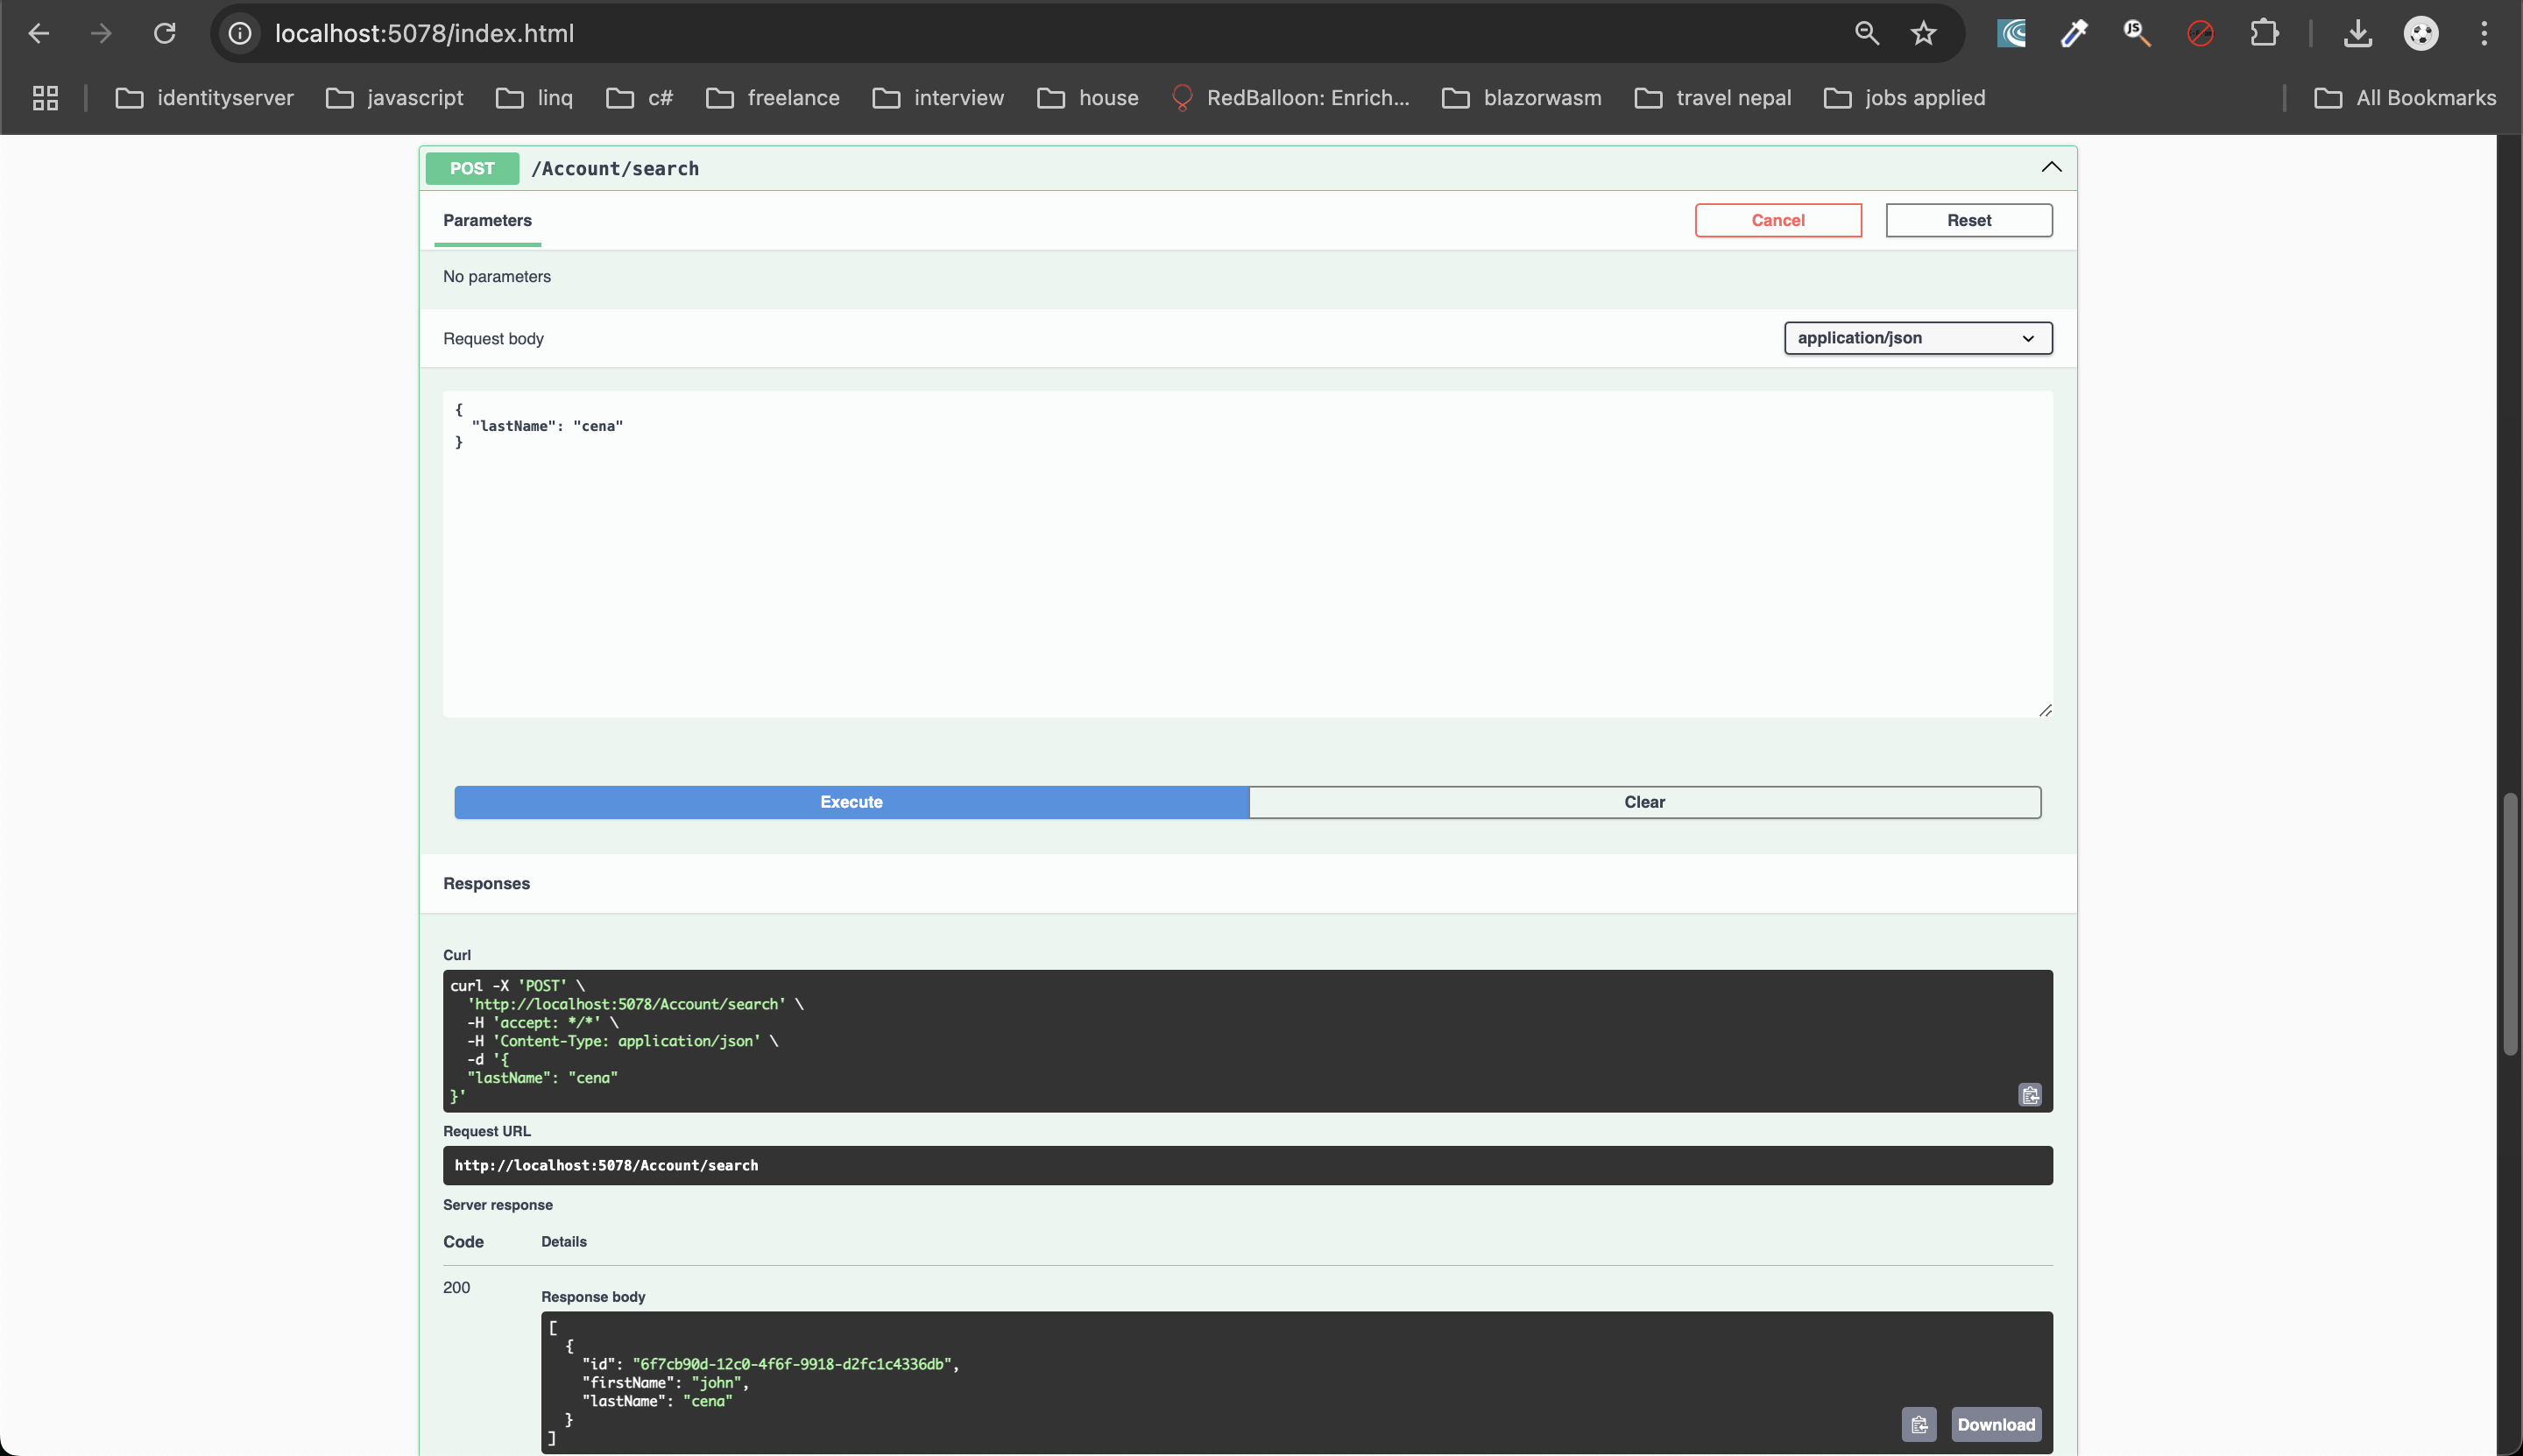 localhost:5078/index.html
identityserver javascript linq c# freelance interview house RedBalloon: Enrich... blazorwasm travel nepal jobs applied All Bookmarks
POST /Account/search
Parameters Cancel Reset
No parameters
Request body application/json
{
  "lastName": "cena"
}
Execute Clear
Responses
Curl
curl -X 'POST' \
  'http://localhost:5078/Account/search' \
  -H 'accept: */*' \
  -H 'Content-Type: application/json' \
  -d '{
  "lastName": "cena"
}'
Request URL
http://localhost:5078/Account/search
Server response
Code Details
200
Response body
[
  {
    "id": "6f7cb90d-12c0-4f6f-9918-d2fc1c4336db",
    "firstName": "john",
    "lastName": "cena"
  }
]
Download